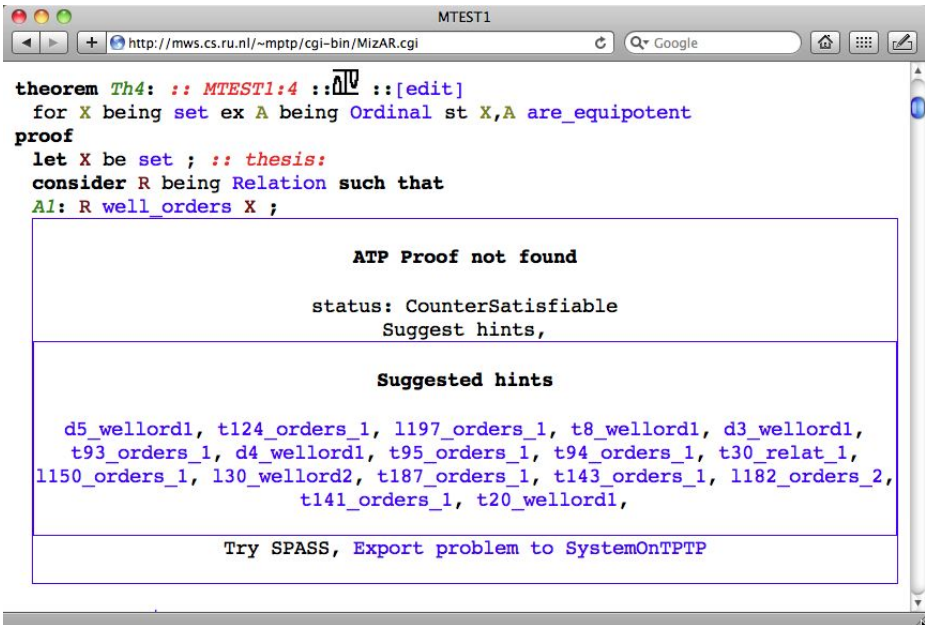 MTEST1
http://mws.cs.ru.nl/~mptp/cgi-bin/MizAR.cgi
Google
theorem Th4: :: MTEST1:4 :: ::[edit]
for X being set ex A being Ordinal st X,A are_equipotent
proof
let X be set ; :: thesis:
consider R being Relation such that
A1: R well_orders X ;
ATP Proof not found
status: CounterSatisfiable
Suggest hints,
Suggested hints
d5_wellord1, t124_orders_1, l197_orders_1, t8_wellord1, d3_wellord1,
t93_orders_1, d4_wellord1, t95_orders_1, t94_orders_1, t30_relat_1,
l150_orders_1, l30_wellord2, t187_orders_1, t143_orders_1, l182_orders_2,
t141_orders_1, t20_wellord1,
Try SPASS, Export problem to SystemOnTPTP